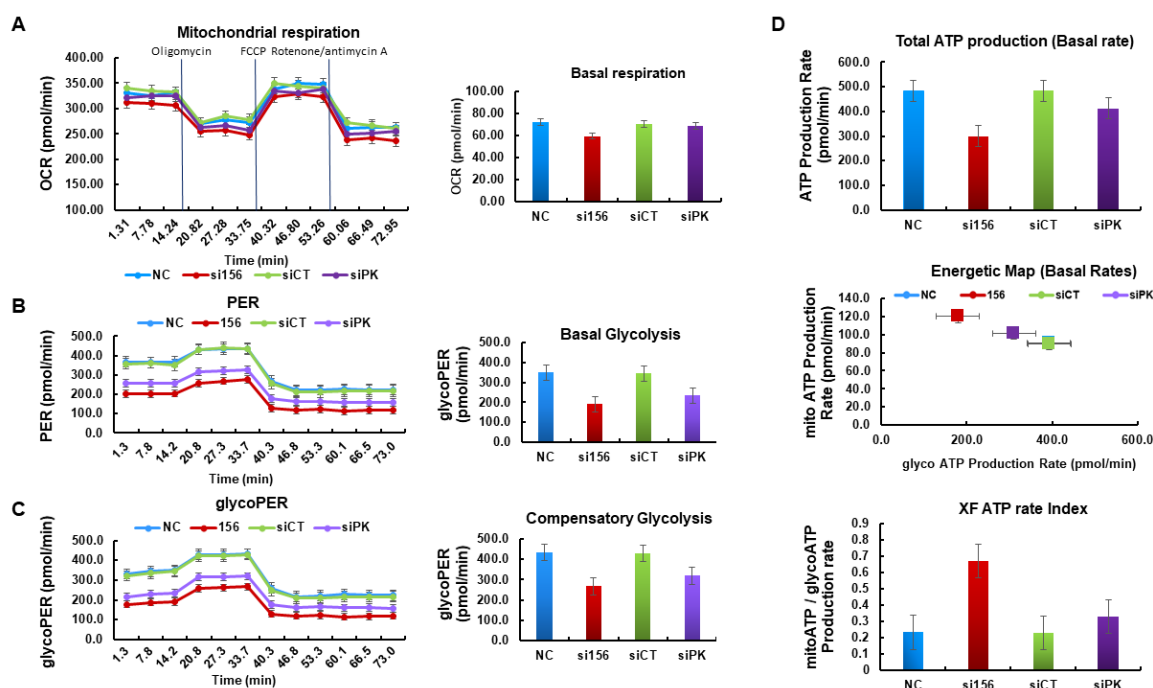 A
Mitochondrial respiration
Oligomycin FCCP Rotenone/antimycin A
OCR (pmol/min)
400.00
350.00
300.00
250.00
200.00
150.00
100.00
1.31 7.78 14.24 20.82 27.28 33.75 40.32 46.80 53.26 60.06 66.49 72.95
Time (min)
NC si156 siCT siPK
Basal respiration
OCR (pmol/min)
100.00
80.00
60.00
40.00
20.00
0.00
NC si156 siCT siPK
B
PER
NC 156 siCT siPK
PER (pmol/min)
500.0
400.0
300.0
200.0
100.0
0.0
1.3 7.8 14.2 20.8 27.3 33.7 40.3 46.8 53.3 60.1 66.5 73.0
Time (min)
Basal Glycolysis
glycoPER
(pmol/min)
500.0
400.0
300.0
200.0
100.0
0.0
NC si156 siCT siPK
C
glycoPER
NC 156 siCT siPK
glycoPER (pmol/min)
500.0
400.0
300.0
200.0
100.0
0.0
1.3 7.8 14.2 20.8 27.3 33.7 40.3 46.8 53.3 60.1 66.5 73.0
Time (min)
Compensatory Glycolysis
glycoPER
(pmol/min)
500.0
400.0
300.0
200.0
100.0
0.0
NC si156 siCT siPK
D
Total ATP production (Basal rate)
ATP Production Rate
(pmol/min)
600.0
500.0
400.0
300.0
200.0
100.0
0.0
NC si156 siCT siPK
Energetic Map (Basal Rates)
NC 156 siCT siPK
mito ATP Production
Rate (pmol/min)
140.0
120.0
100.0
80.0
60.0
40.0
20.0
0.0
0.0 200.0 400.0 600.0
glyco ATP Production Rate (pmol/min)
XF ATP rate Index
mitoATP / glycoATP
Production rate
0.9
0.8
0.7
0.6
0.5
0.4
0.3
0.2
0.1
0
NC si156 siCT siPK